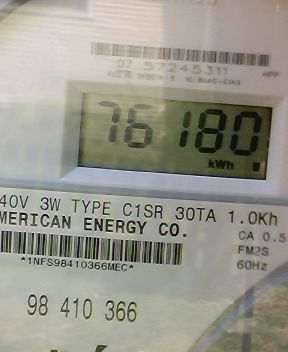 07 57245311 HPP
76180
kWh
40V 3W TYPE C1SR 30TA 1.0Kh
MERICAN ENERGY CO.
CA 0.5
FM2S
*1NFS98410366MEC*
60Hz
98 410 366